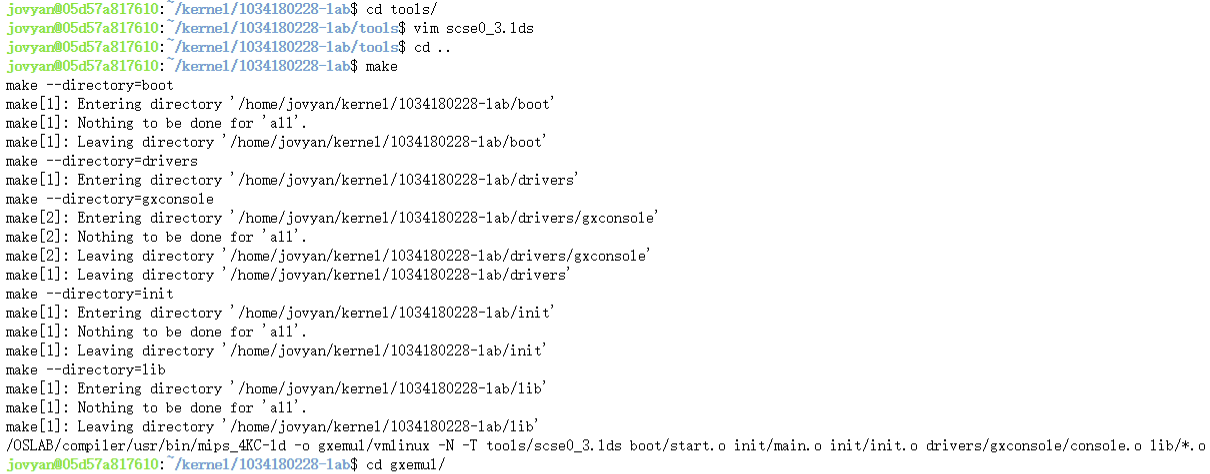 jovyan@05d57a817610:~/kernel/1034180228-lab$ cd tools/
jovyan@05d57a817610:~/kernel/1034180228-lab/tools$ vim scse0_3.lds
jovyan@05d57a817610:~/kernel/1034180228-lab/tools$ cd ..
jovyan@05d57a817610:~/kernel/1034180228-lab$ make
make --directory=boot
make[1]: Entering directory '/home/jovyan/kernel/1034180228-lab/boot'
make[1]: Nothing to be done for 'all'.
make[1]: Leaving directory '/home/jovyan/kernel/1034180228-lab/boot'
make --directory=drivers
make[1]: Entering directory '/home/jovyan/kernel/1034180228-lab/drivers'
make --directory=gxconsole
make[2]: Entering directory '/home/jovyan/kernel/1034180228-lab/drivers/gxconsole'
make[2]: Nothing to be done for 'all'.
make[2]: Leaving directory '/home/jovyan/kernel/1034180228-lab/drivers/gxconsole'
make[1]: Leaving directory '/home/jovyan/kernel/1034180228-lab/drivers'
make --directory=init
make[1]: Entering directory '/home/jovyan/kernel/1034180228-lab/init'
make[1]: Nothing to be done for 'all'.
make[1]: Leaving directory '/home/jovyan/kernel/1034180228-lab/init'
make --directory=lib
make[1]: Entering directory '/home/jovyan/kernel/1034180228-lab/lib'
make[1]: Nothing to be done for 'all'.
make[1]: Leaving directory '/home/jovyan/kernel/1034180228-lab/lib'
/OSLAB/compiler/usr/bin/mips_4KC-ld -o gxemul/vmlinux -N -T tools/scse0_3.lds boot/start.o init/main.o init/init.o drivers/gxconsole/console.o lib/*.o
jovyan@05d57a817610:~/kernel/1034180228-lab$ cd gxemul/